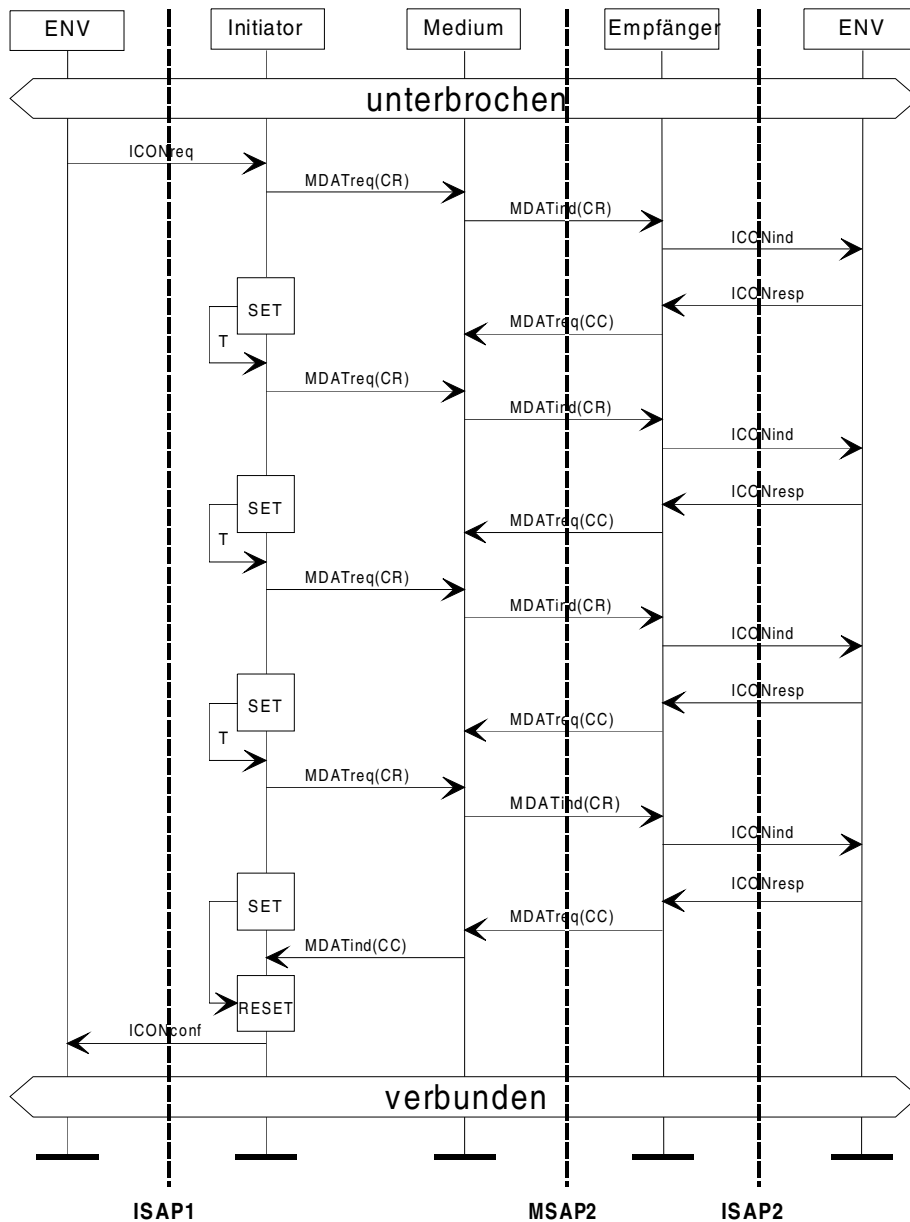 ENV Initiator Medium Empfänger ENV
unterbrochen
ICONreq
MDATreq(CR)
MDATind(CR)
ICONind
ICONresp
SET
MDATreq(CC)
T
MDATreq(CR)
MDATind(CR)
ICONind
ICONresp
SET
MDATreq(CC)
T
MDATreq(CR)
MDATind(CR)
ICONind
ICONresp
SET
MDATreq(CC)
T
MDATreq(CR)
MDATind(CR)
ICONind
ICONresp
SET
MDATreq(CC)
MDATind(CC)
RESET
ICONconf
verbunden
ISAP1 MSAP2 ISAP2